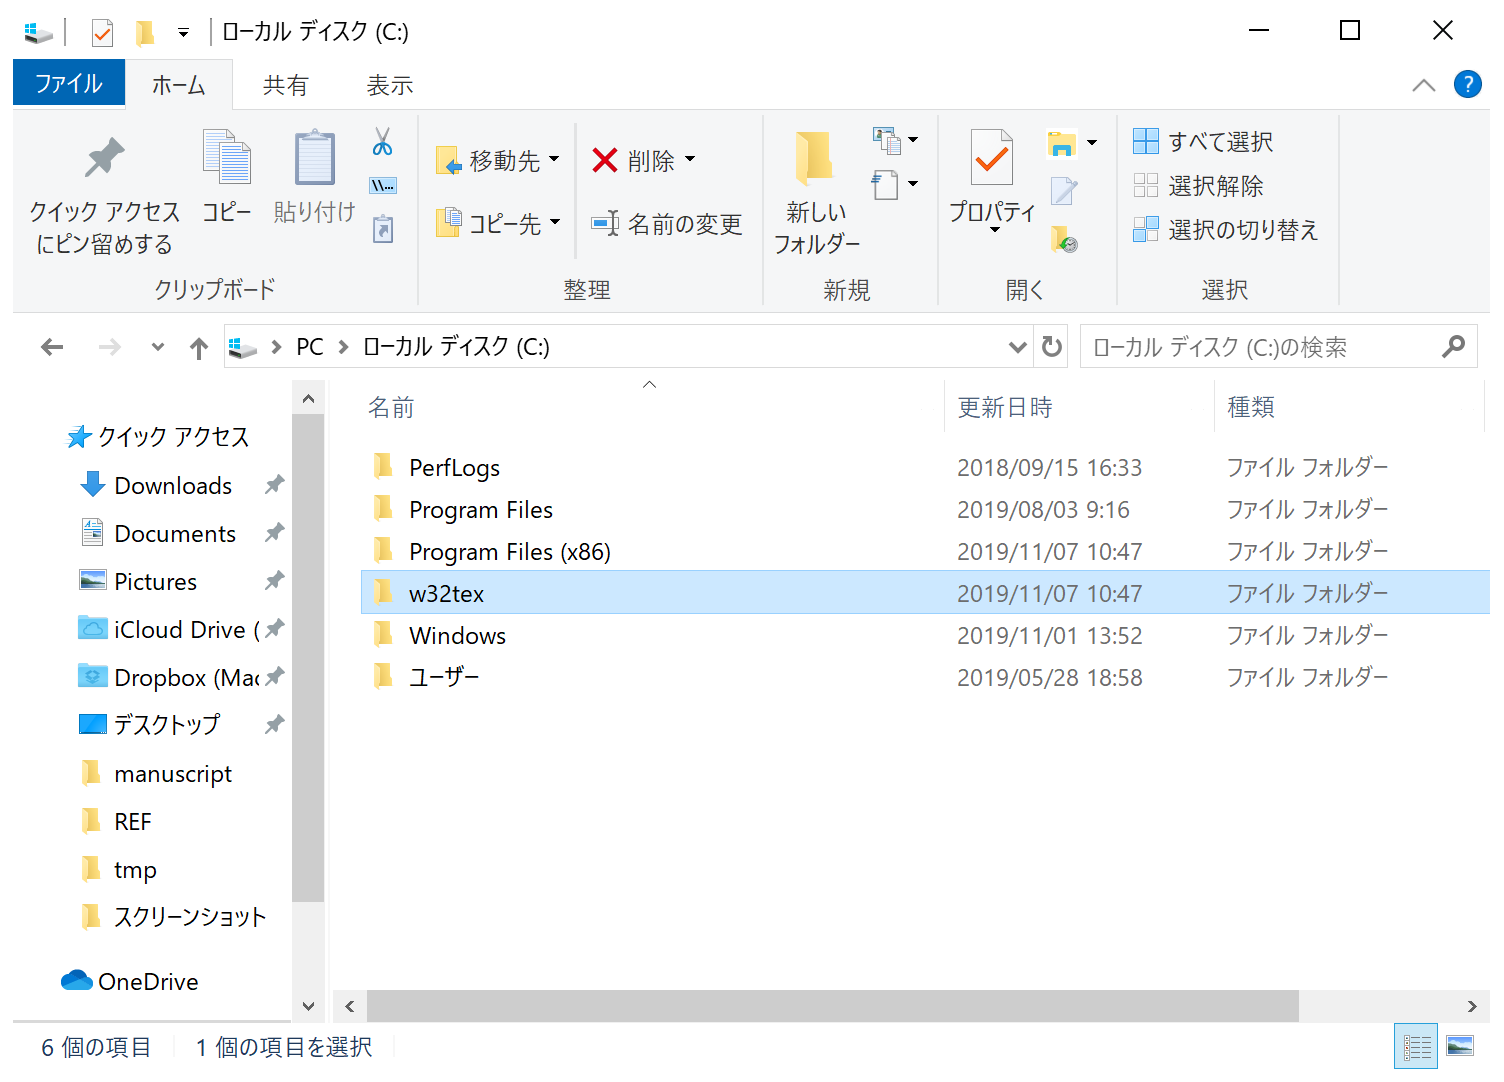 ローカル ディスク (C:)
ファイル ホーム 共有 表示
クイック アクセス
にピン留めする
コピー
貼り付け
クリップボード
移動先
コピー先
削除
名前の変更
整理
新しい
フォルダー
新規
プロパティ
開く
すべて選択
選択解除
選択の切り替え
選択
PC ローカル ディスク (C:)
ローカル ディスク (C:)の検索
クイック アクセス
Downloads
Documents
Pictures
iCloud Drive (
Dropbox (Mac
デスクトップ
manuscript
REF
tmp
スクリーンショット
OneDrive
名前 更新日時 種類
PerfLogs 2018/09/15 16:33 ファイル フォルダー
Program Files 2019/08/03 9:16 ファイル フォルダー
Program Files (x86) 2019/11/07 10:47 ファイル フォルダー
w32tex 2019/11/07 10:47 ファイル フォルダー
Windows 2019/11/01 13:52 ファイル フォルダー
ユーザー 2019/05/28 18:58 ファイル フォルダー
6 個の項目 1 個の項目を選択